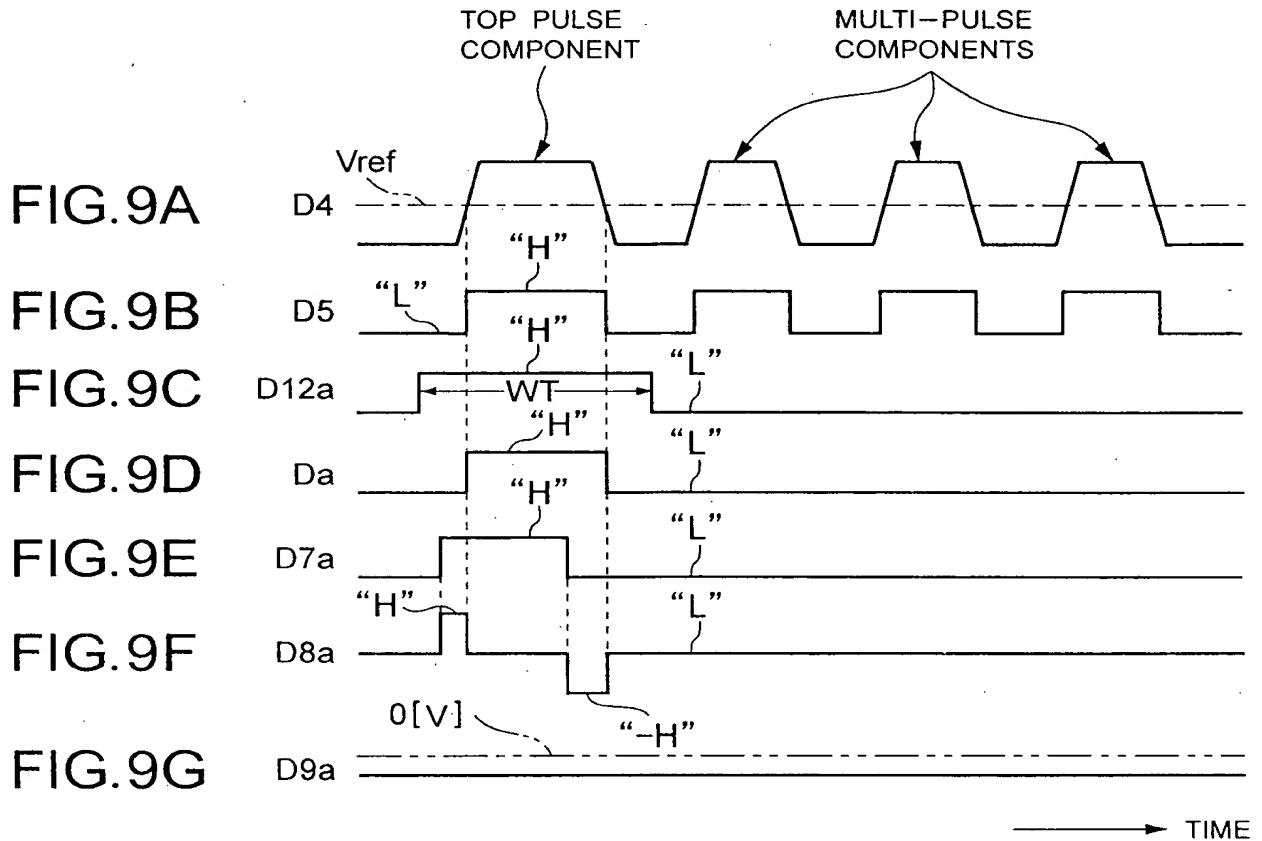 TOP PULSE
COMPONENT
MULTI-PULSE
COMPONENTS
Vref
FIG.9A
D4
“H”
FIG.9B
D5
“L”
“H”
FIG.9C
D12a
WT
“L”
“H”
FIG.9D
Da
“L”
“H”
FIG.9E
D7a
“L”
“H”
FIG.9F
D8a
“L”
“-H”
0[V]
FIG.9G
D9a
TIME